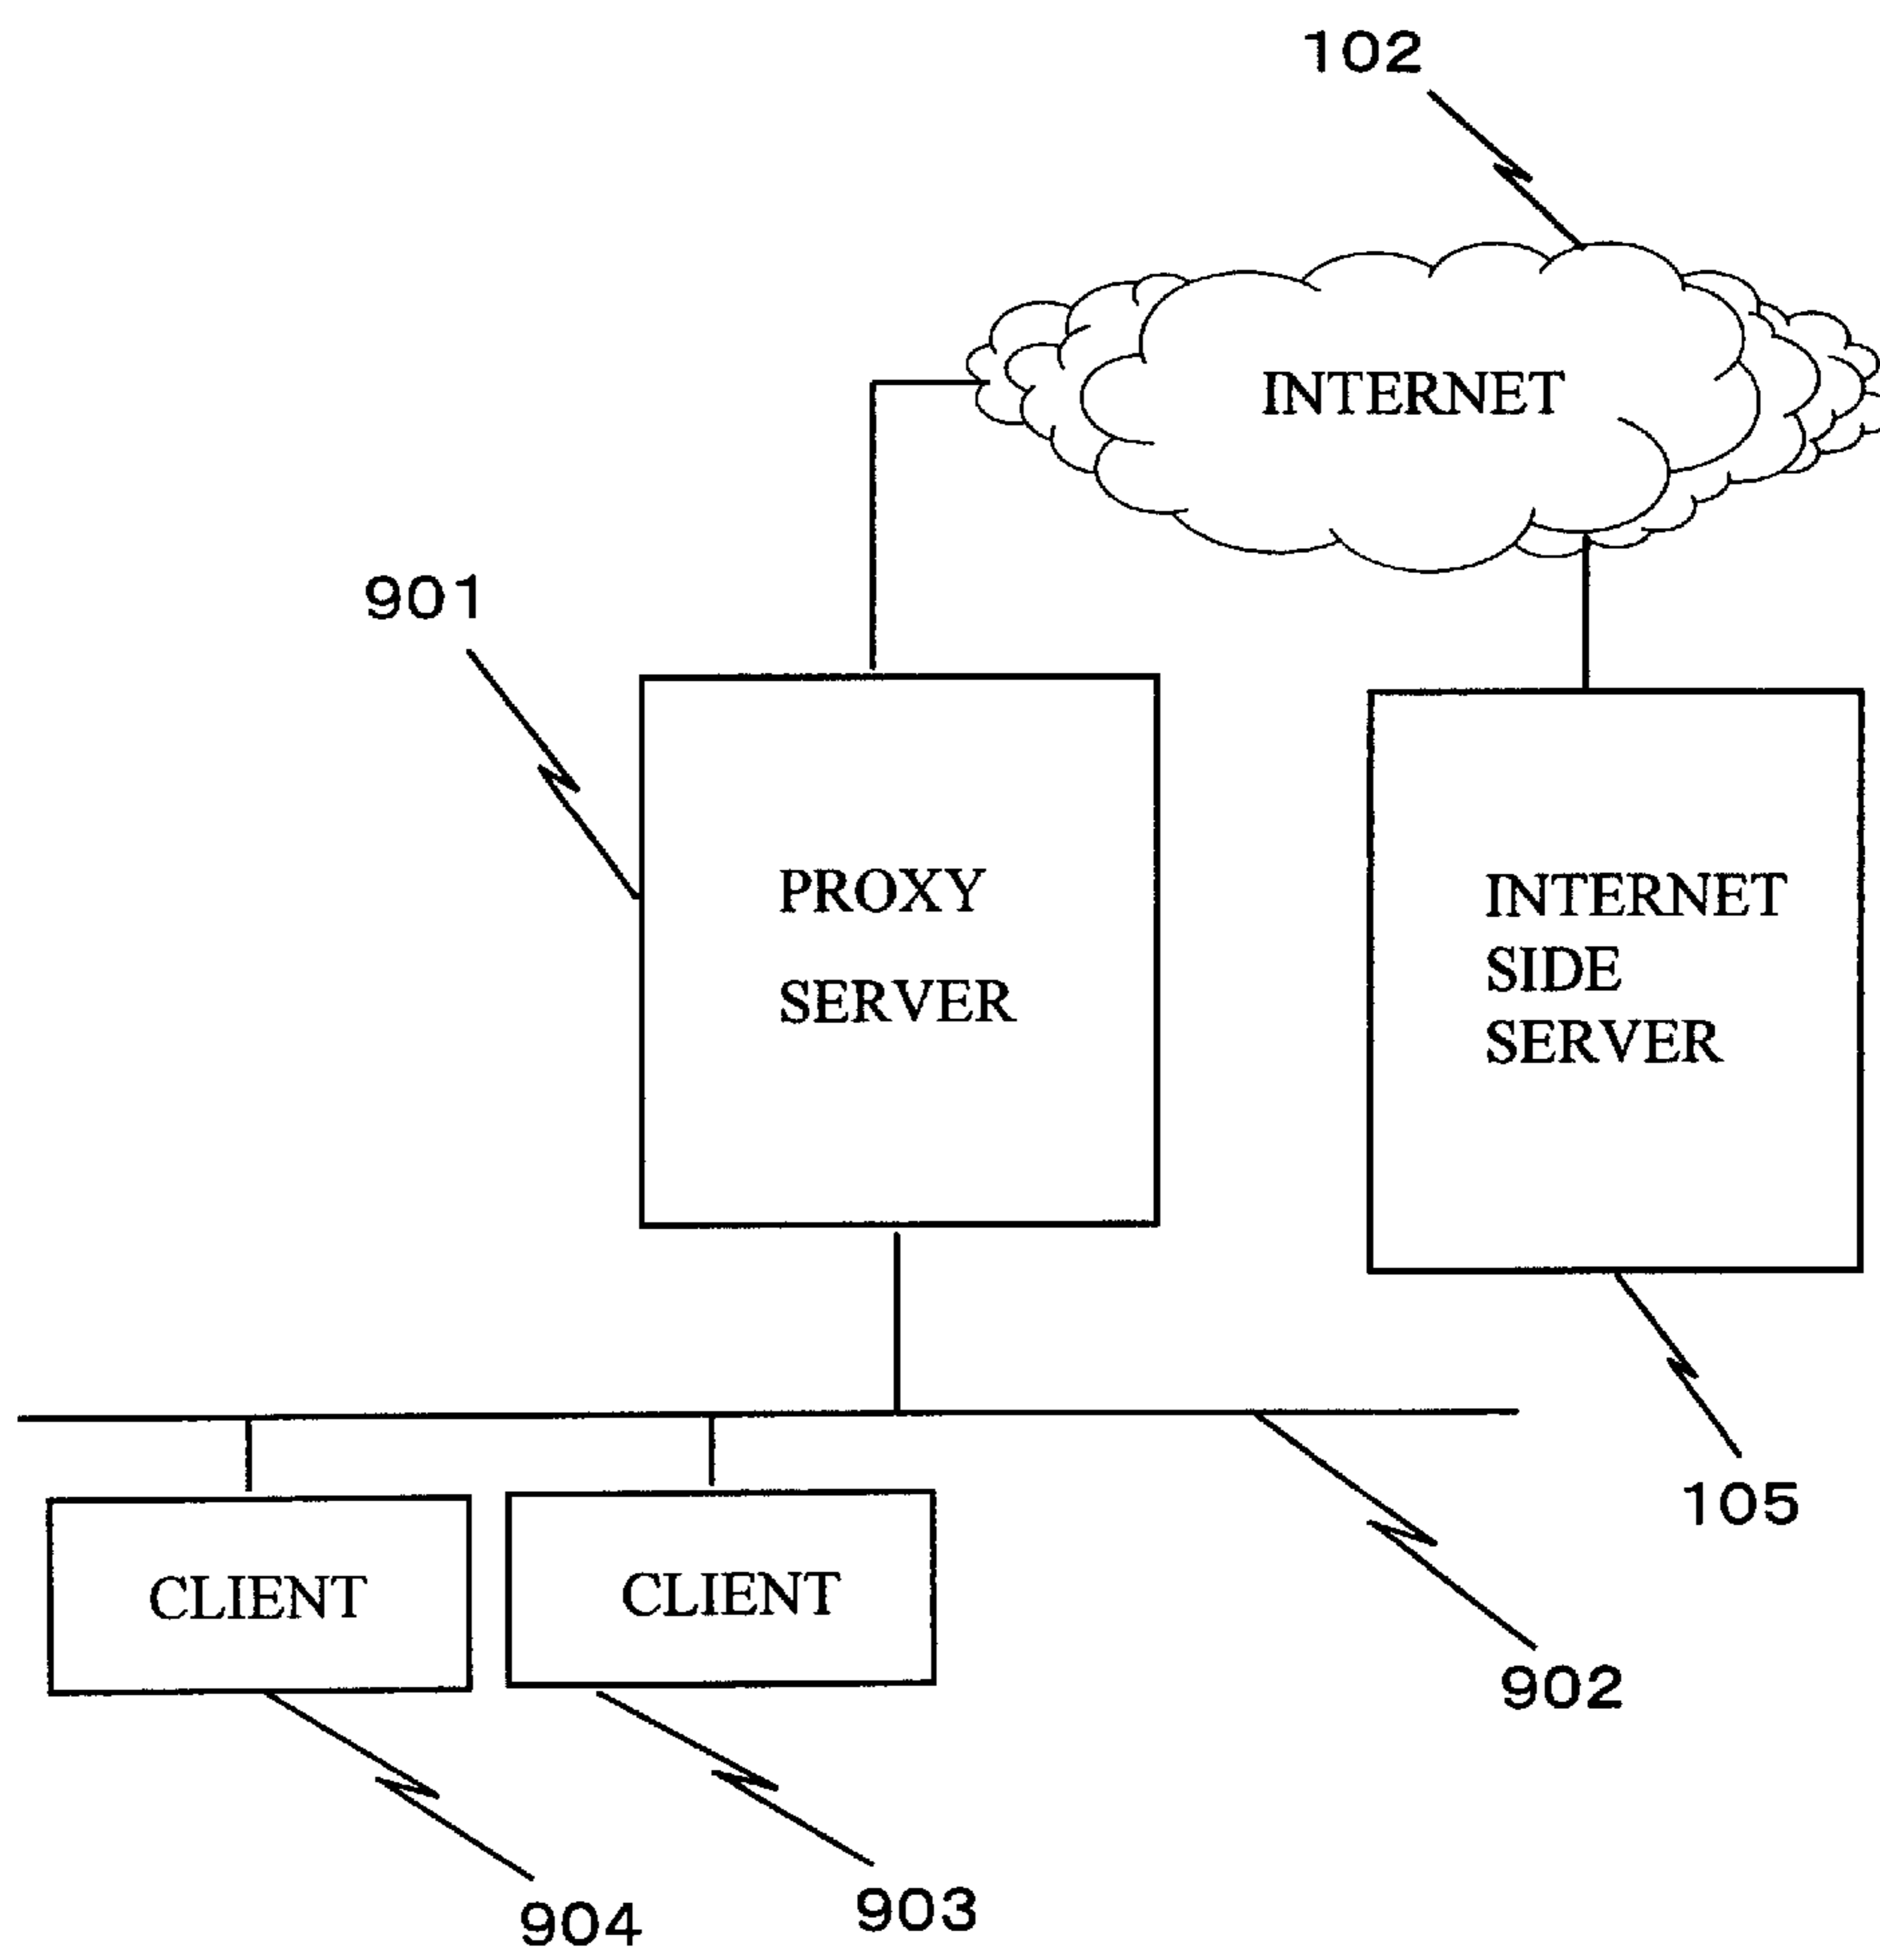 102
INTERNET
901
PROXY
SERVER
INTERNET
SIDE
SERVER
105
CLIENT
CLIENT
902
904
903